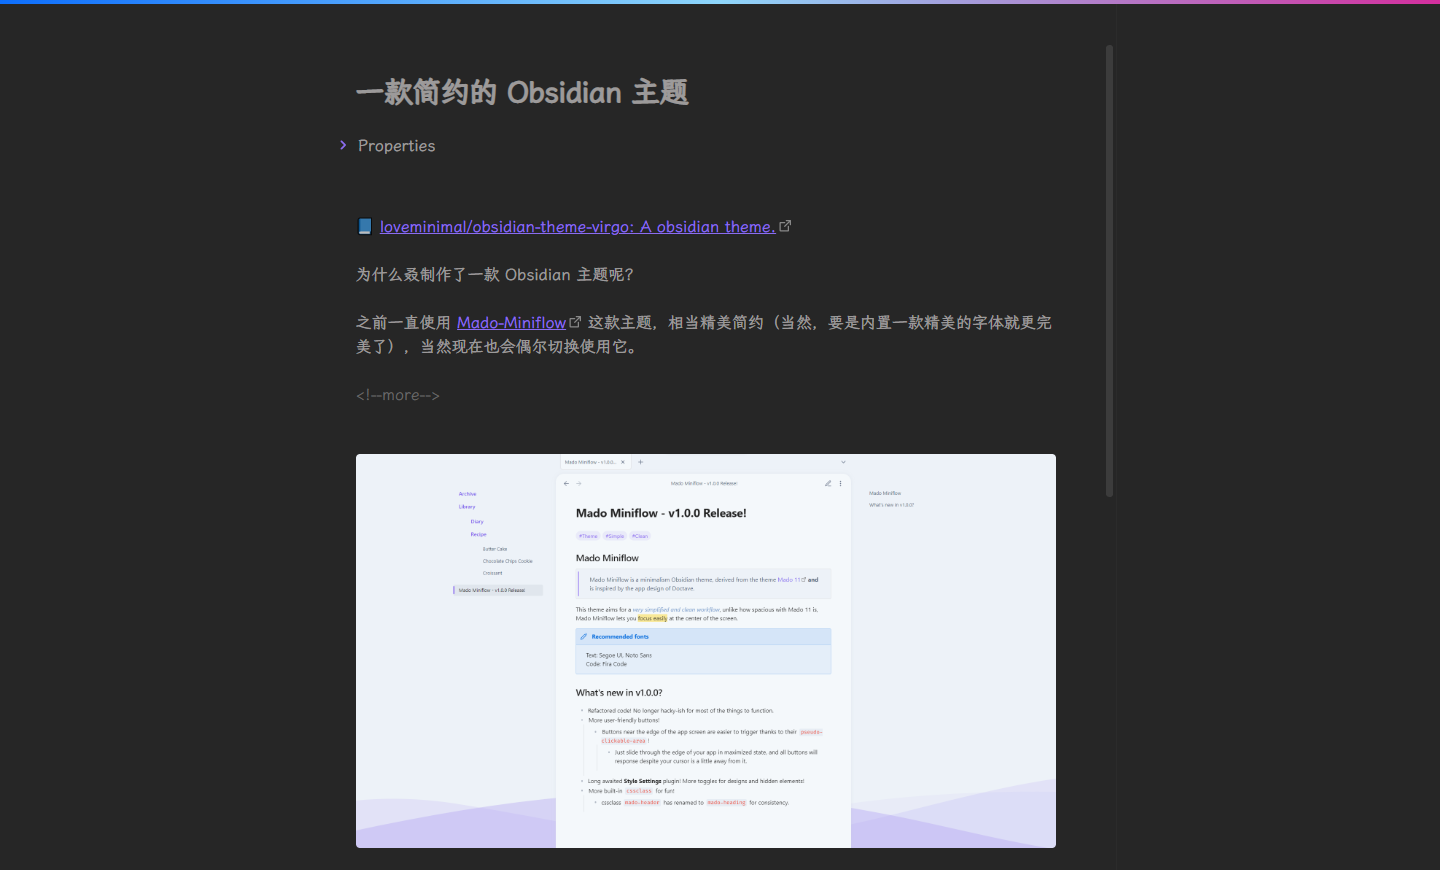 一款简约的 Obsidian 主题
Properties
loveminimal/obsidian-theme-virgo: A obsidian theme.
为什么叒制作了一款 Obsidian 主题呢？
之前一直使用 Mado-Miniflow 这款主题，相当精美简约（当然，要是内置一款精美的字体就更完
美了），当然现在也会偶尔切换使用它。
<!--more-->
Mado Miniflow - v1.0.0...
Mado Miniflow - v1.0.0 Release!
Archive
Library
Diary
Recipe
Butter Cake
Chocolate Chips Cookie
Croissant
Mado Miniflow - v1.0.0 Release!
Mado Miniflow
What's new in v1.0.0?
Mado Miniflow - v1.0.0 Release!
#Theme #Simple #Clean
Mado Miniflow
Mado Miniflow is a minimalism Obsidian theme, derived from the theme Mado 11 and
is inspired by the app design of Doctave.
This theme aims for a very simplified and clean workflow, unlike how spacious with Mado 11 is.
Mado Miniflow lets you focus easily at the center of the screen.
Recommended fonts
Text: Segoe UI, Noto Sans
Code: Fira Code
What's new in v1.0.0?
Refactored code! No longer hacky-ish for most of the things to function.
More user-friendly buttons!
Buttons near the edge of the app screen are easier to trigger thanks to their pseudo-
clickable-area!
Just slide through the edge of your app in maximized state, and all buttons will
response despite your cursor is a little away from it.
Long awaited Style Settings plugin! More toggles for designs and hidden elements!
More built-in cssclass for fun!
cssclass mado-header has renamed to mado-heading for consistency.